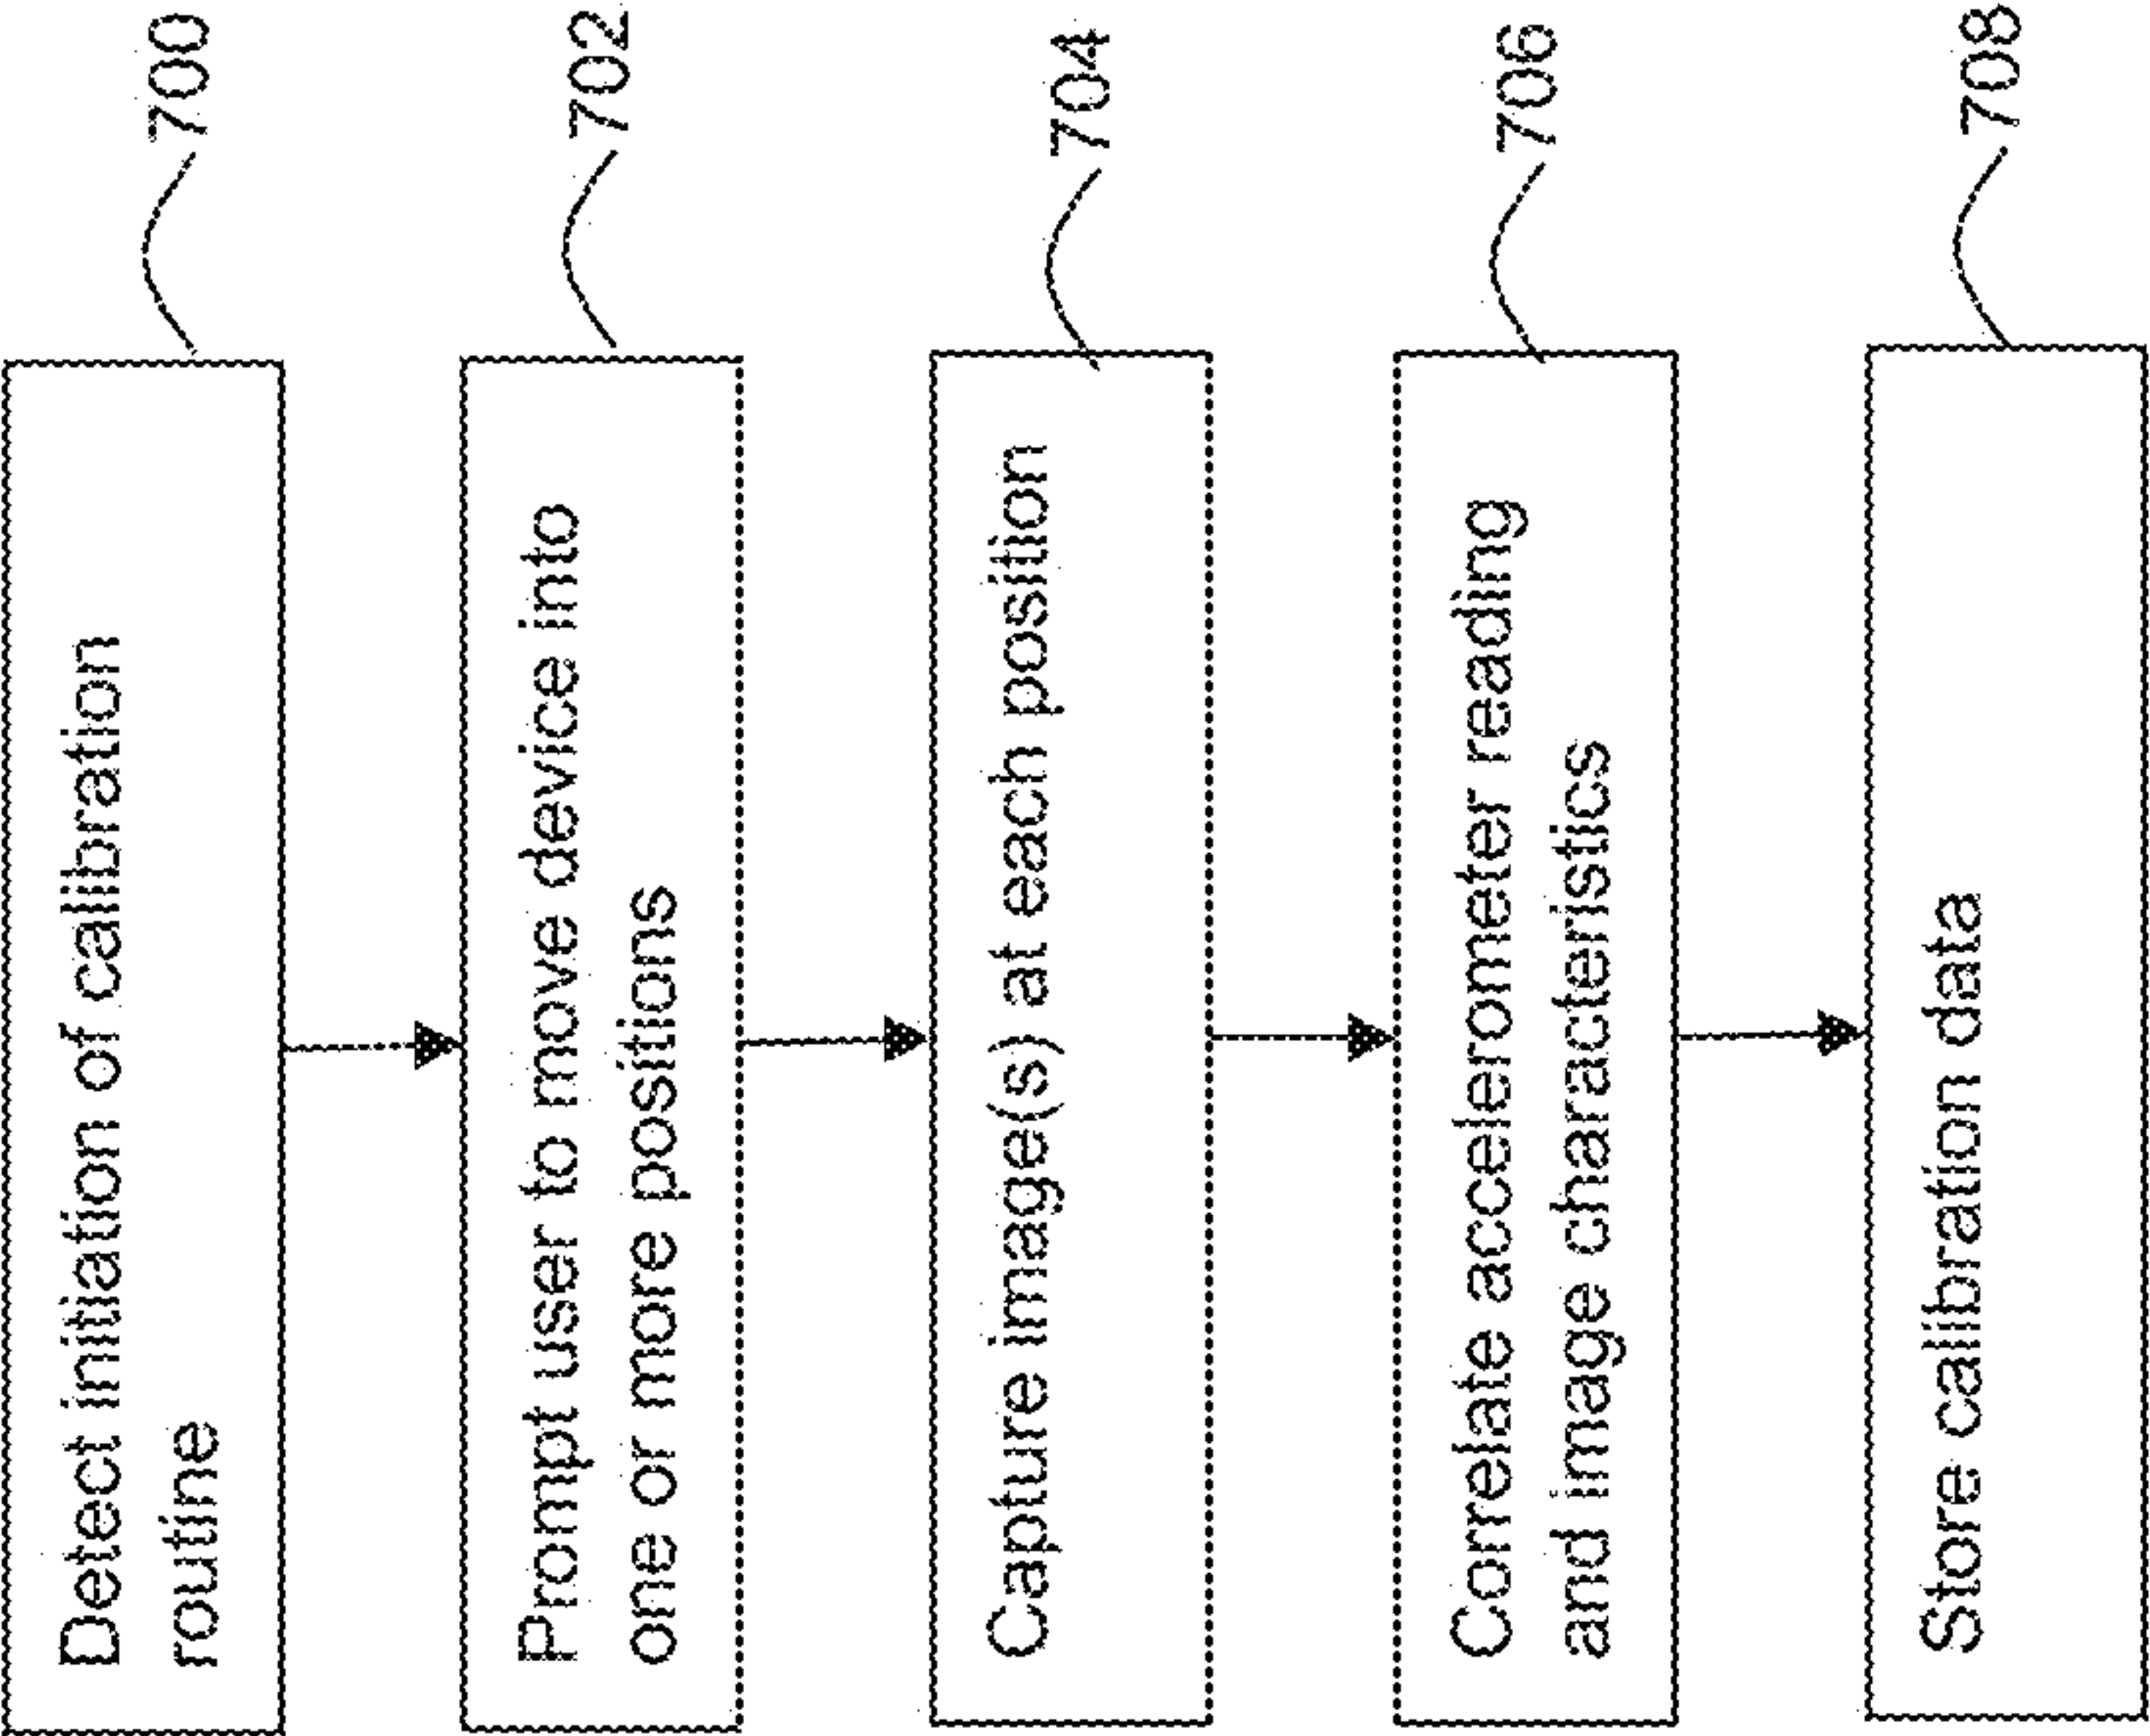 Detect initiation of calibration
routine
700
Prompt user to move device into
one or more positions
702
Capture image(s) at each position
704
Correlate accelerometer reading
and image characteristics
706
Store calibration data
708